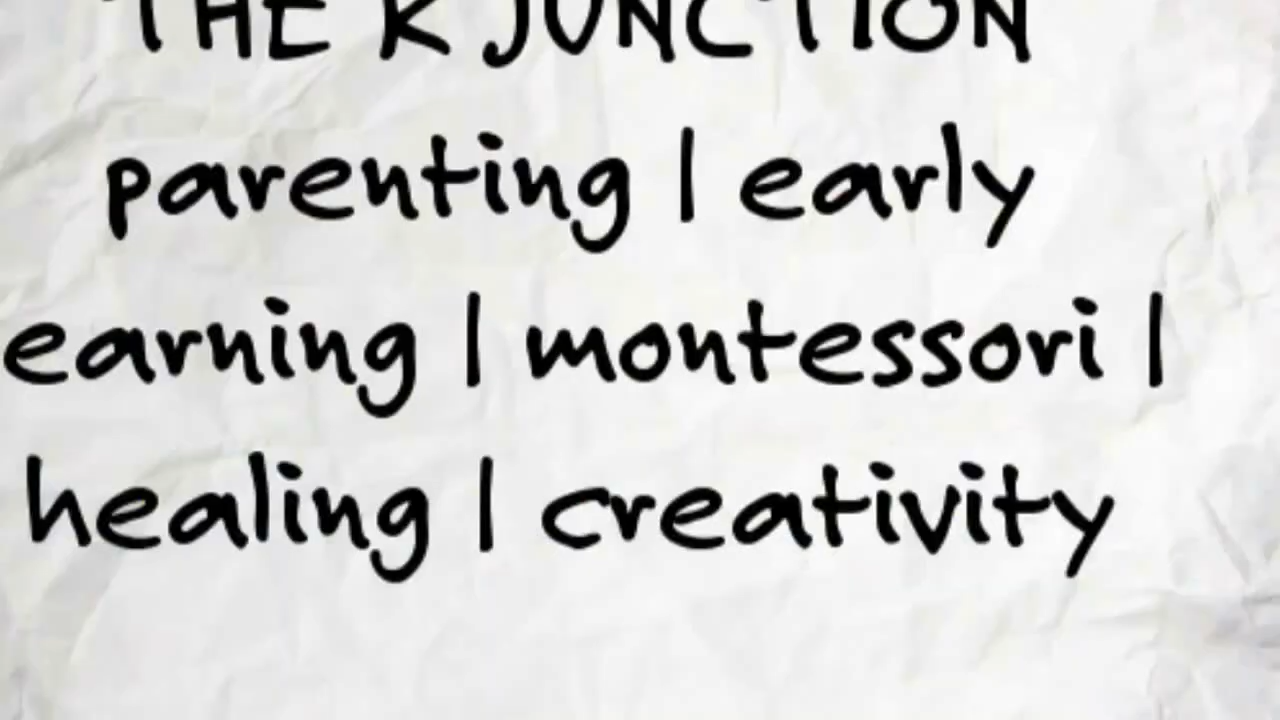 THE K JUNCTION
parenting | early
earning | montessori |
healing | creativity